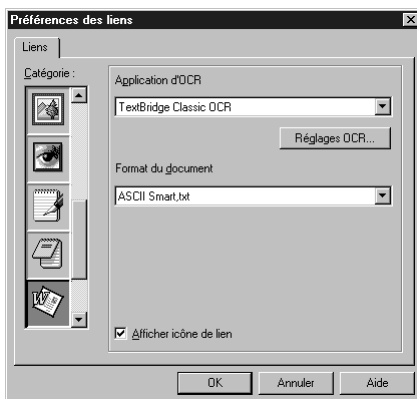 Préférences des liens
Liens
Catégorie :
Application d'OCR
TextBridge Classic OCR
Réglages OCR...
Format du document
ASCII Smart,txt
Afficher icône de lien
OK Annuler Aide